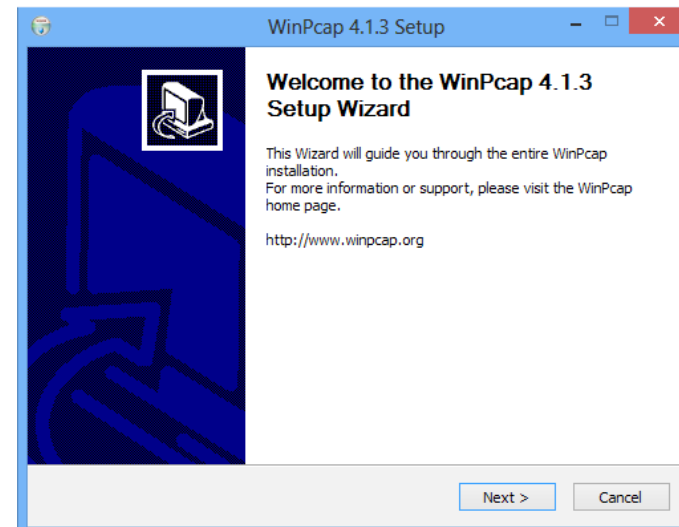 WinPcap 4.1.3 Setup
Welcome to the WinPcap 4.1.3
Setup Wizard
This Wizard will guide you through the entire WinPcap
installation.
For more information or support, please visit the WinPcap
home page.
http://www.winpcap.org
Next >
Cancel